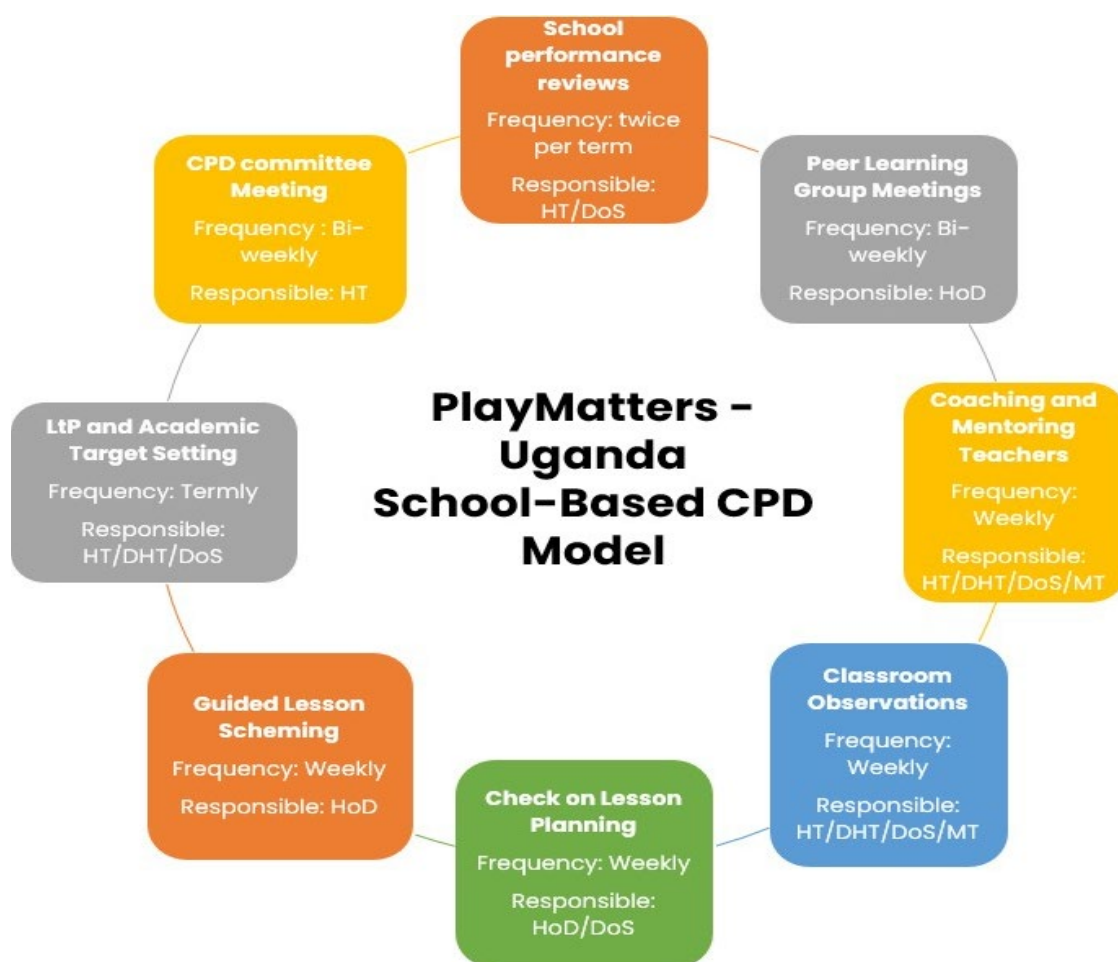 School
performance
reviews
Frequency: twice
per term
Responsible:
HT/DoS
Peer Learning
Group Meetings
Frequency: Bi-
weekly
Responsible: HoD
Coaching and
Mentoring
Teachers
Frequency:
Weekly
Responsible:
HT/DHT/DoS/MT
Classroom
Observations
Frequency:
Weekly
Responsible:
HT/DHT/DoS/MT
Check on Lesson
Planning
Frequency: Weekly
Responsible:
HoD/DoS
Guided Lesson
Scheming
Frequency: Weekly
Responsible: HoD
LtP and Academic
Target Setting
Frequency: Termly
Responsible:
HT/DHT/DoS
CPD committee
Meeting
Frequency : Bi-
weekly
Responsible: HT
PlayMatters -
Uganda
School-Based CPD
Model